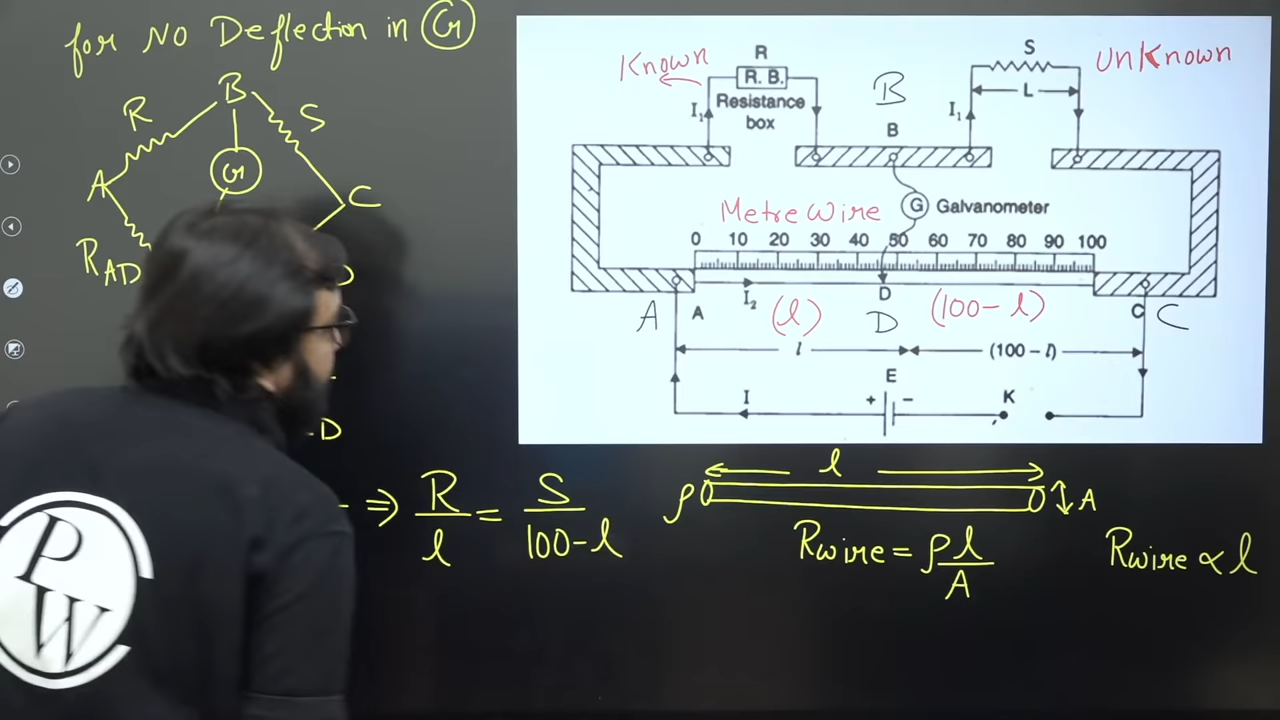 for NO Deflection in G
B
R
S
G
A
C
R_AD
D
-D
⇒ R/l = S/(100-l)
Known
R
R. B.
Resistance
box
I₁
B
B
I₁
S
L
UnKnown
Metre wire
G Galvanometer
0 10 20 30 40 50 60 70 80 90 100
A
A
I₂
(l)
D
D
(100-l)
C
C
l
(100 – l)
I
+
E
–
K
l
ρ
A
Rwire = ρl/A
Rwire ∝ l
PW